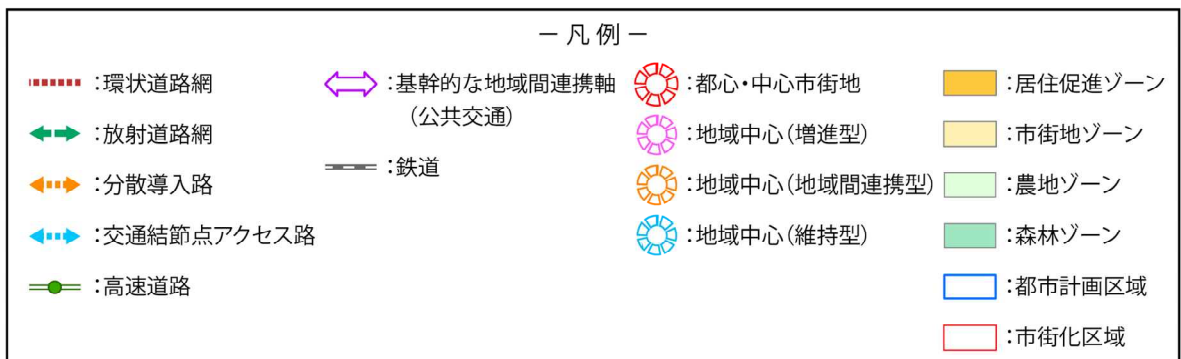 －凡例－
：環状道路網
：放射道路網
：分散導入路
：交通結節点アクセス路
：高速道路
：基幹的な地域間連携軸
（公共交通）
：鉄道
：都心・中心市街地
：地域中心（増進型）
：地域中心（地域間連携型）
：地域中心（維持型）
：居住促進ゾーン
：市街地ゾーン
：農地ゾーン
：森林ゾーン
：都市計画区域
：市街化区域